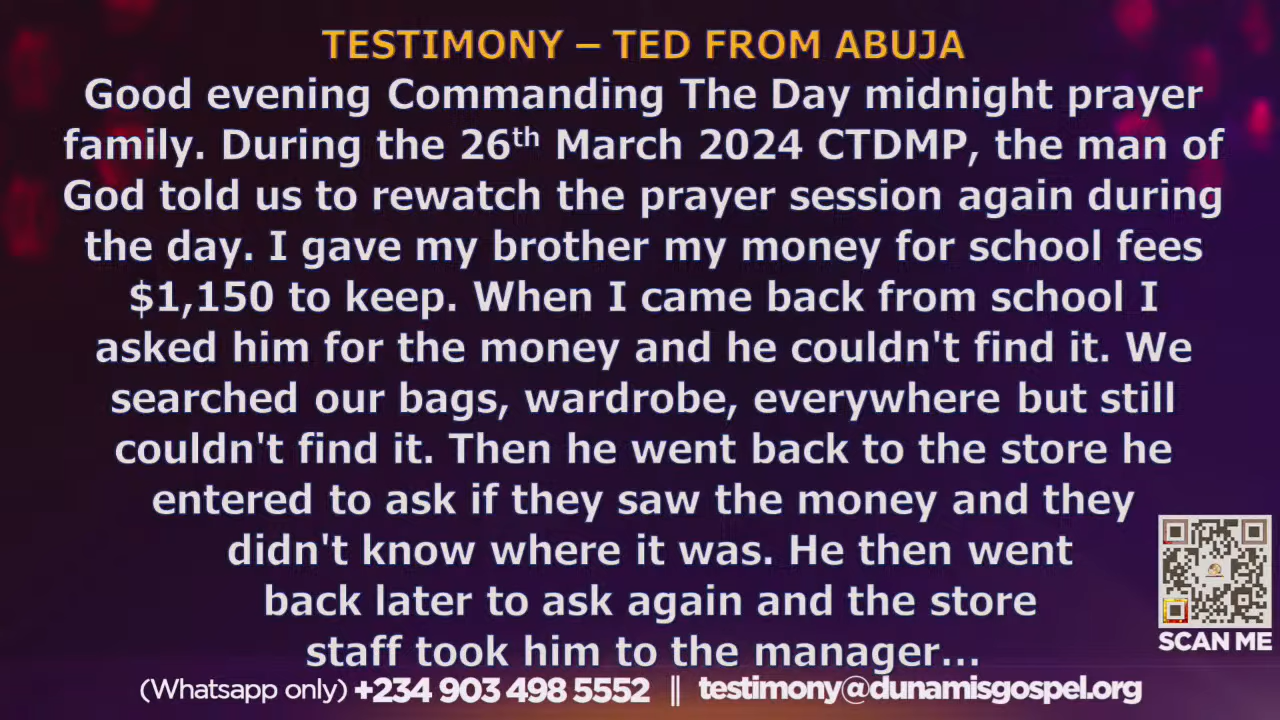 TESTIMONY – TED FROM ABUJA
Good evening Commanding The Day midnight prayer
family. During the 26th March 2024 CTDMP, the man of
God told us to rewatch the prayer session again during
the day. I gave my brother my money for school fees
$1,150 to keep. When I came back from school I
asked him for the money and he couldn't find it. We
searched our bags, wardrobe, everywhere but still
couldn't find it. Then he went back to the store he
entered to ask if they saw the money and they
didn't know where it was. He then went
back later to ask again and the store
staff took him to the manager...
SCAN ME
(Whatsapp only) +234 903 498 5552 || testimony@dunamisgospel.org